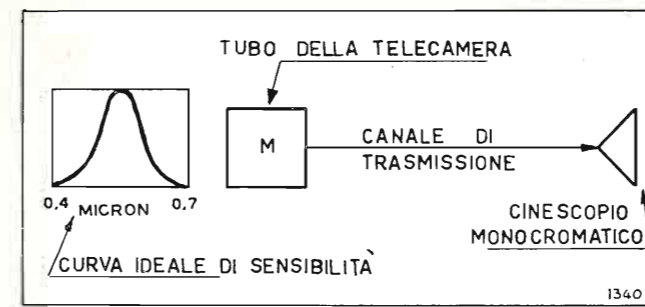 TUBO DELLA TELECAMERA
M
CANALE DI
TRASMISSIONE
0,4 MICRON 0,7
CINESCOPIO
MONOCROMATICO
CURVA IDEALE DI SENSIBILITÀ
1340